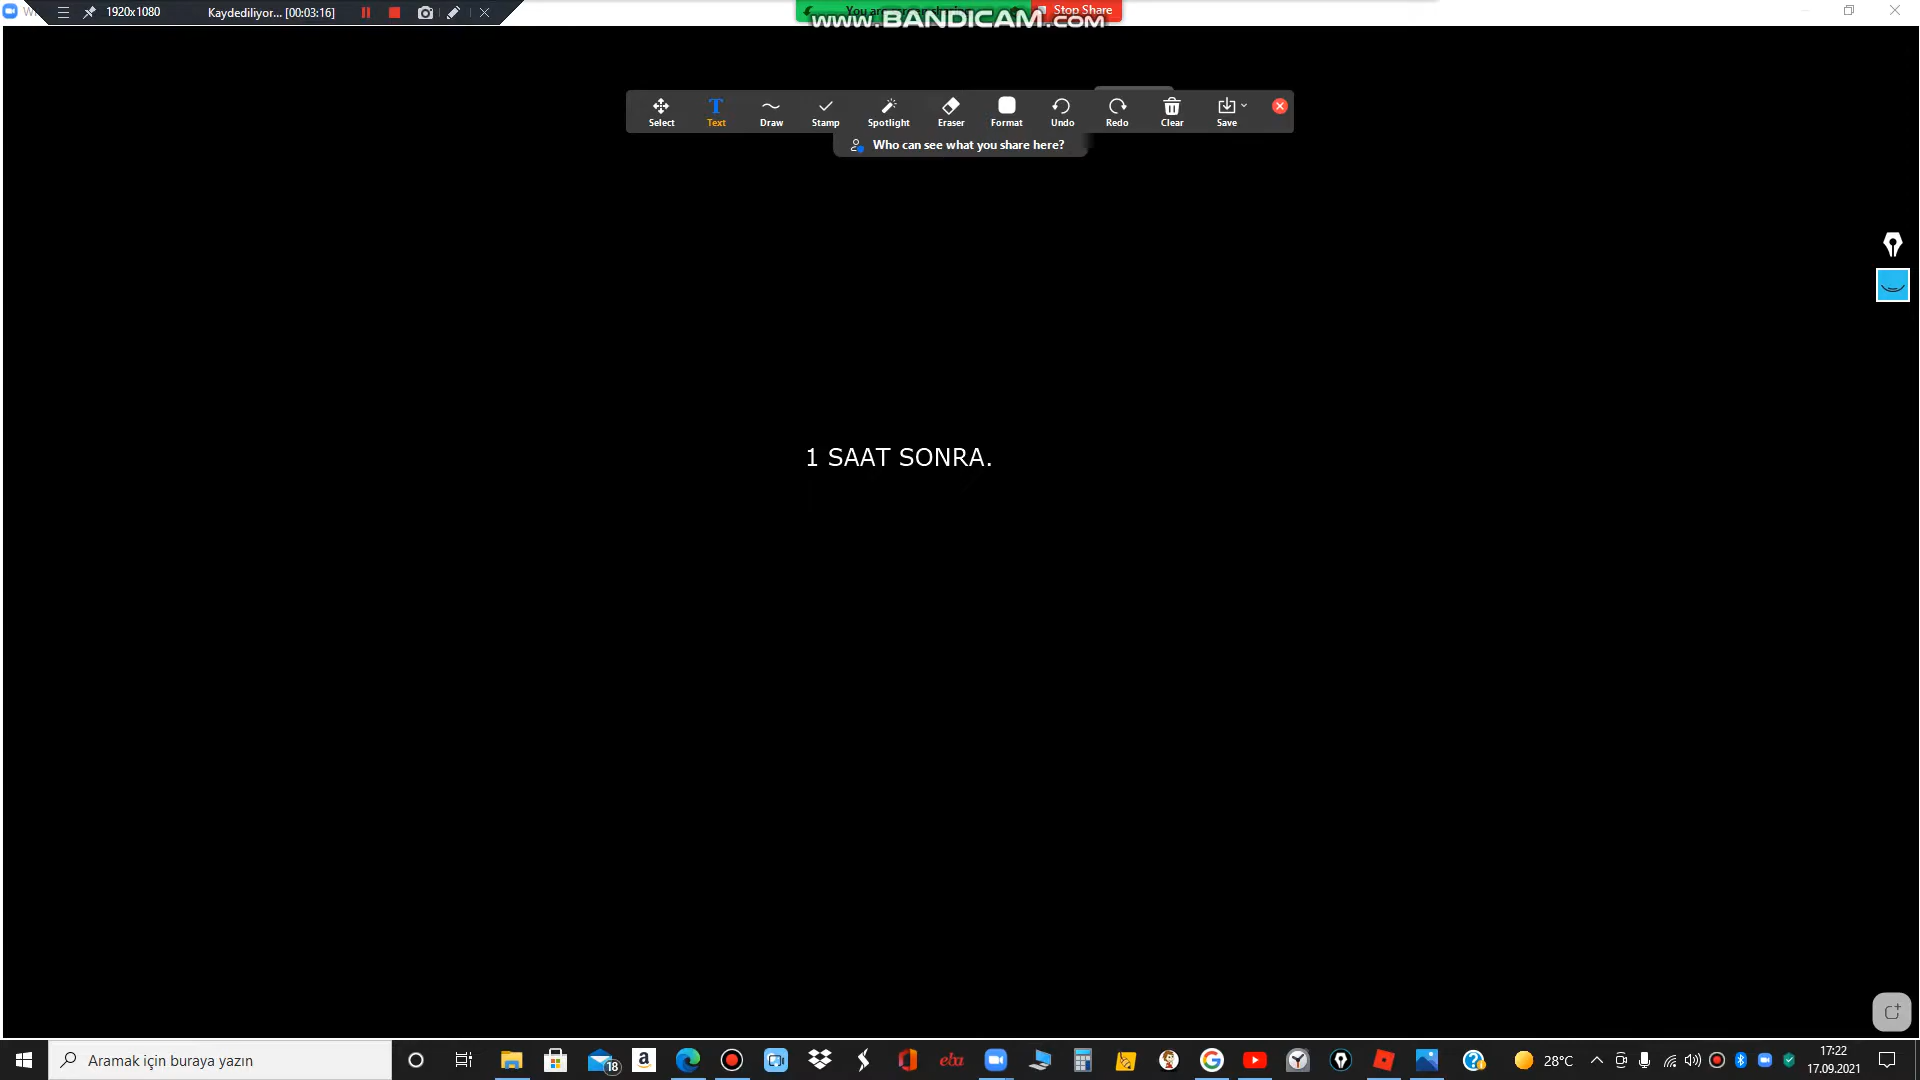 1920x1080
Kaydediliyor... [00:03:16]
Stop Share
www.BANDICAM.com
Select
Text
Draw
Stamp
Spotlight
Eraser
Format
Undo
Redo
Clear
Save
Who can see what you share here?
1 SAAT SONRA.
Aramak için buraya yazın
18
eba
28°C
17:22
17.09.2021